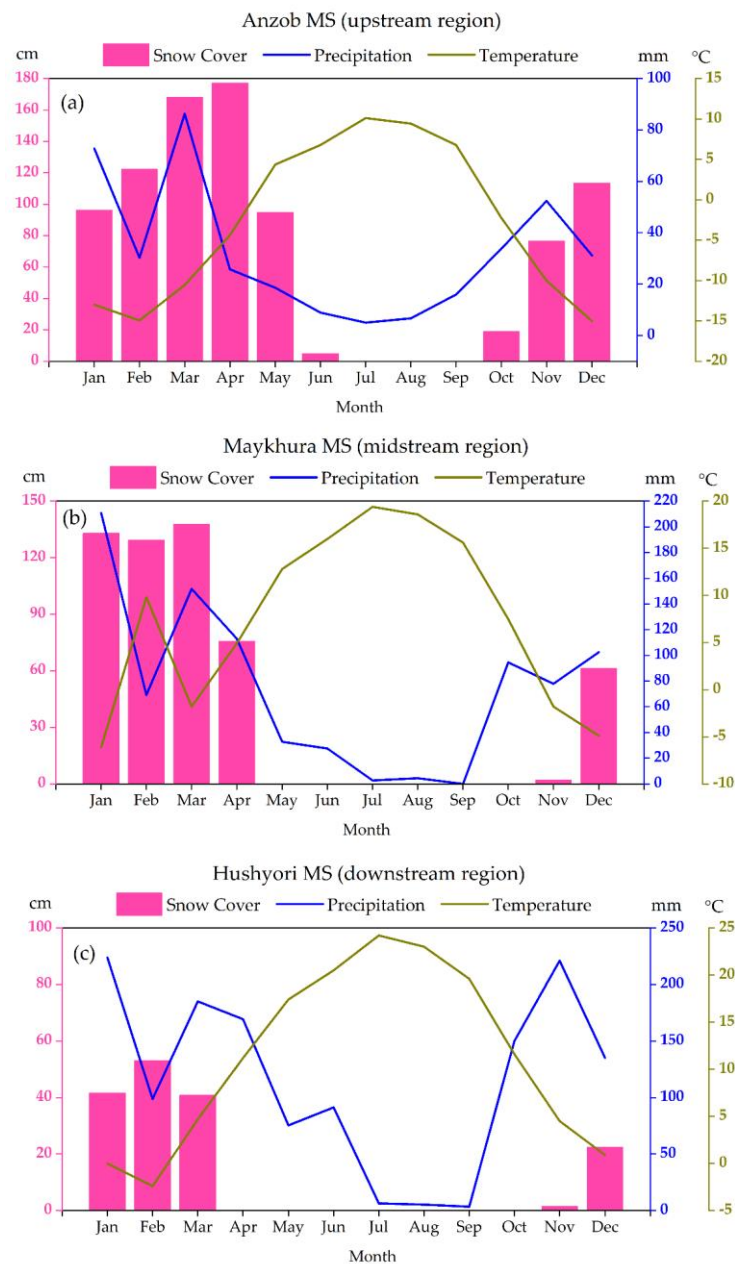 Anzob MS (upstream region)
Snow Cover Precipitation Temperature
cm mm °C
(a)
180 100 15
160 80 10
140 60 5
120 40 0
100 20 -5
80 0 -10
60 -15
40 -20
20
0
Jan Feb Mar Apr May Jun Jul Aug Sep Oct Nov Dec
Month
Maykhura MS (midstream region)
Snow Cover Precipitation Temperature
cm mm °C
(b)
150 220 20
120 200 15
90 180 10
60 160 5
30 140 0
0 120 -5
100 -10
80
60
40
20
0
Jan Feb Mar Apr May Jun Jul Aug Sep Oct Nov Dec
Month
Hushyori MS (downstream region)
Snow Cover Precipitation Temperature
cm mm °C
(c)
100 250 25
80 200 20
60 150 15
40 100 10
20 50 5
0 0 0
-5
Jan Feb Mar Apr May Jun Jul Aug Sep Oct Nov Dec
Month